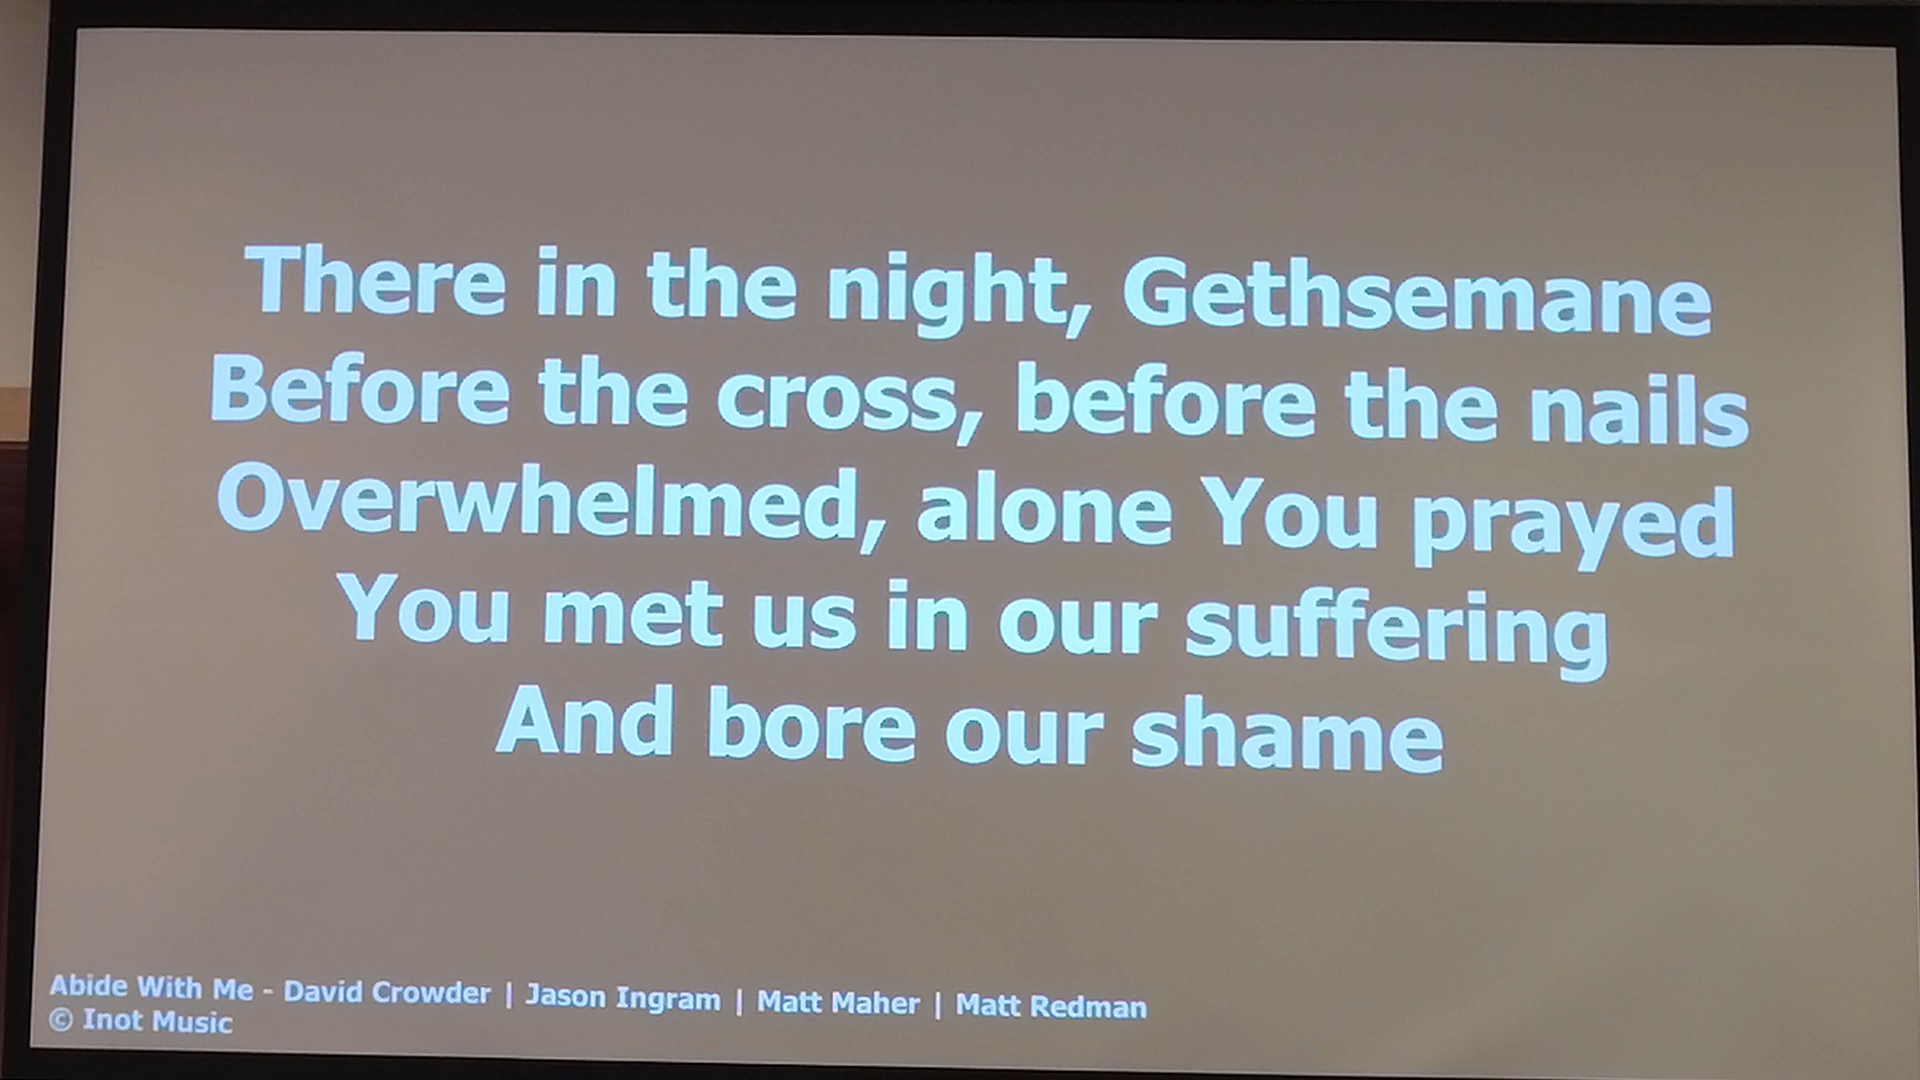 There in the night, Gethsemane
Before the cross, before the nails
Overwhelmed, alone You prayed
You met us in our suffering
And bore our shame
Abide With Me - David Crowder | Jason Ingram | Matt Maher | Matt Redman
© Inot Music